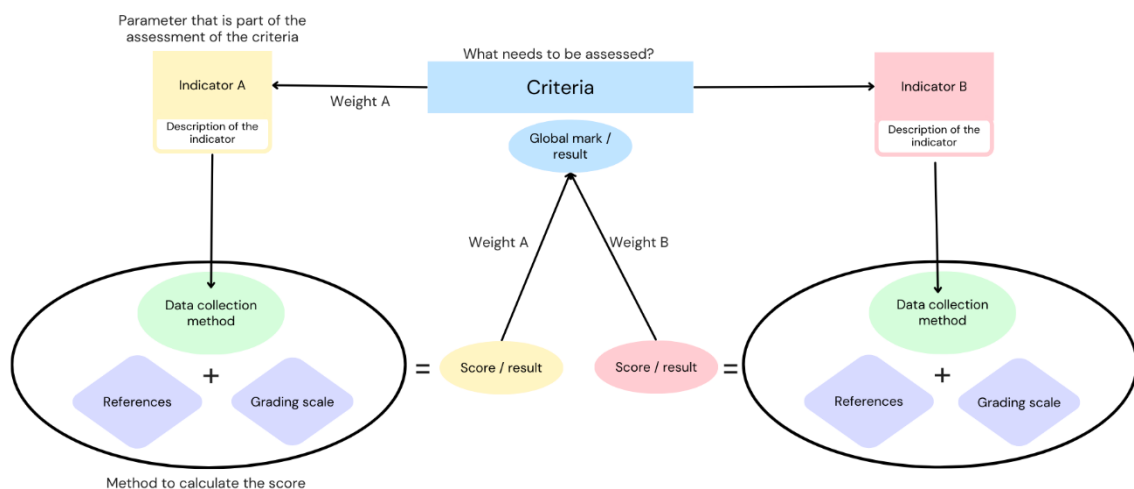 Parameter that is part of the
assessment of the criteria
What needs to be assessed?
Indicator A
Criteria
Indicator B
Weight A
Description of the
indicator
Global mark /
result
Description of the
indicator
Weight A
Weight B
Data collection
method
Data collection
method
+
=
Score / result
Score / result
=
+
References
Grading scale
References
Grading scale
Method to calculate the score